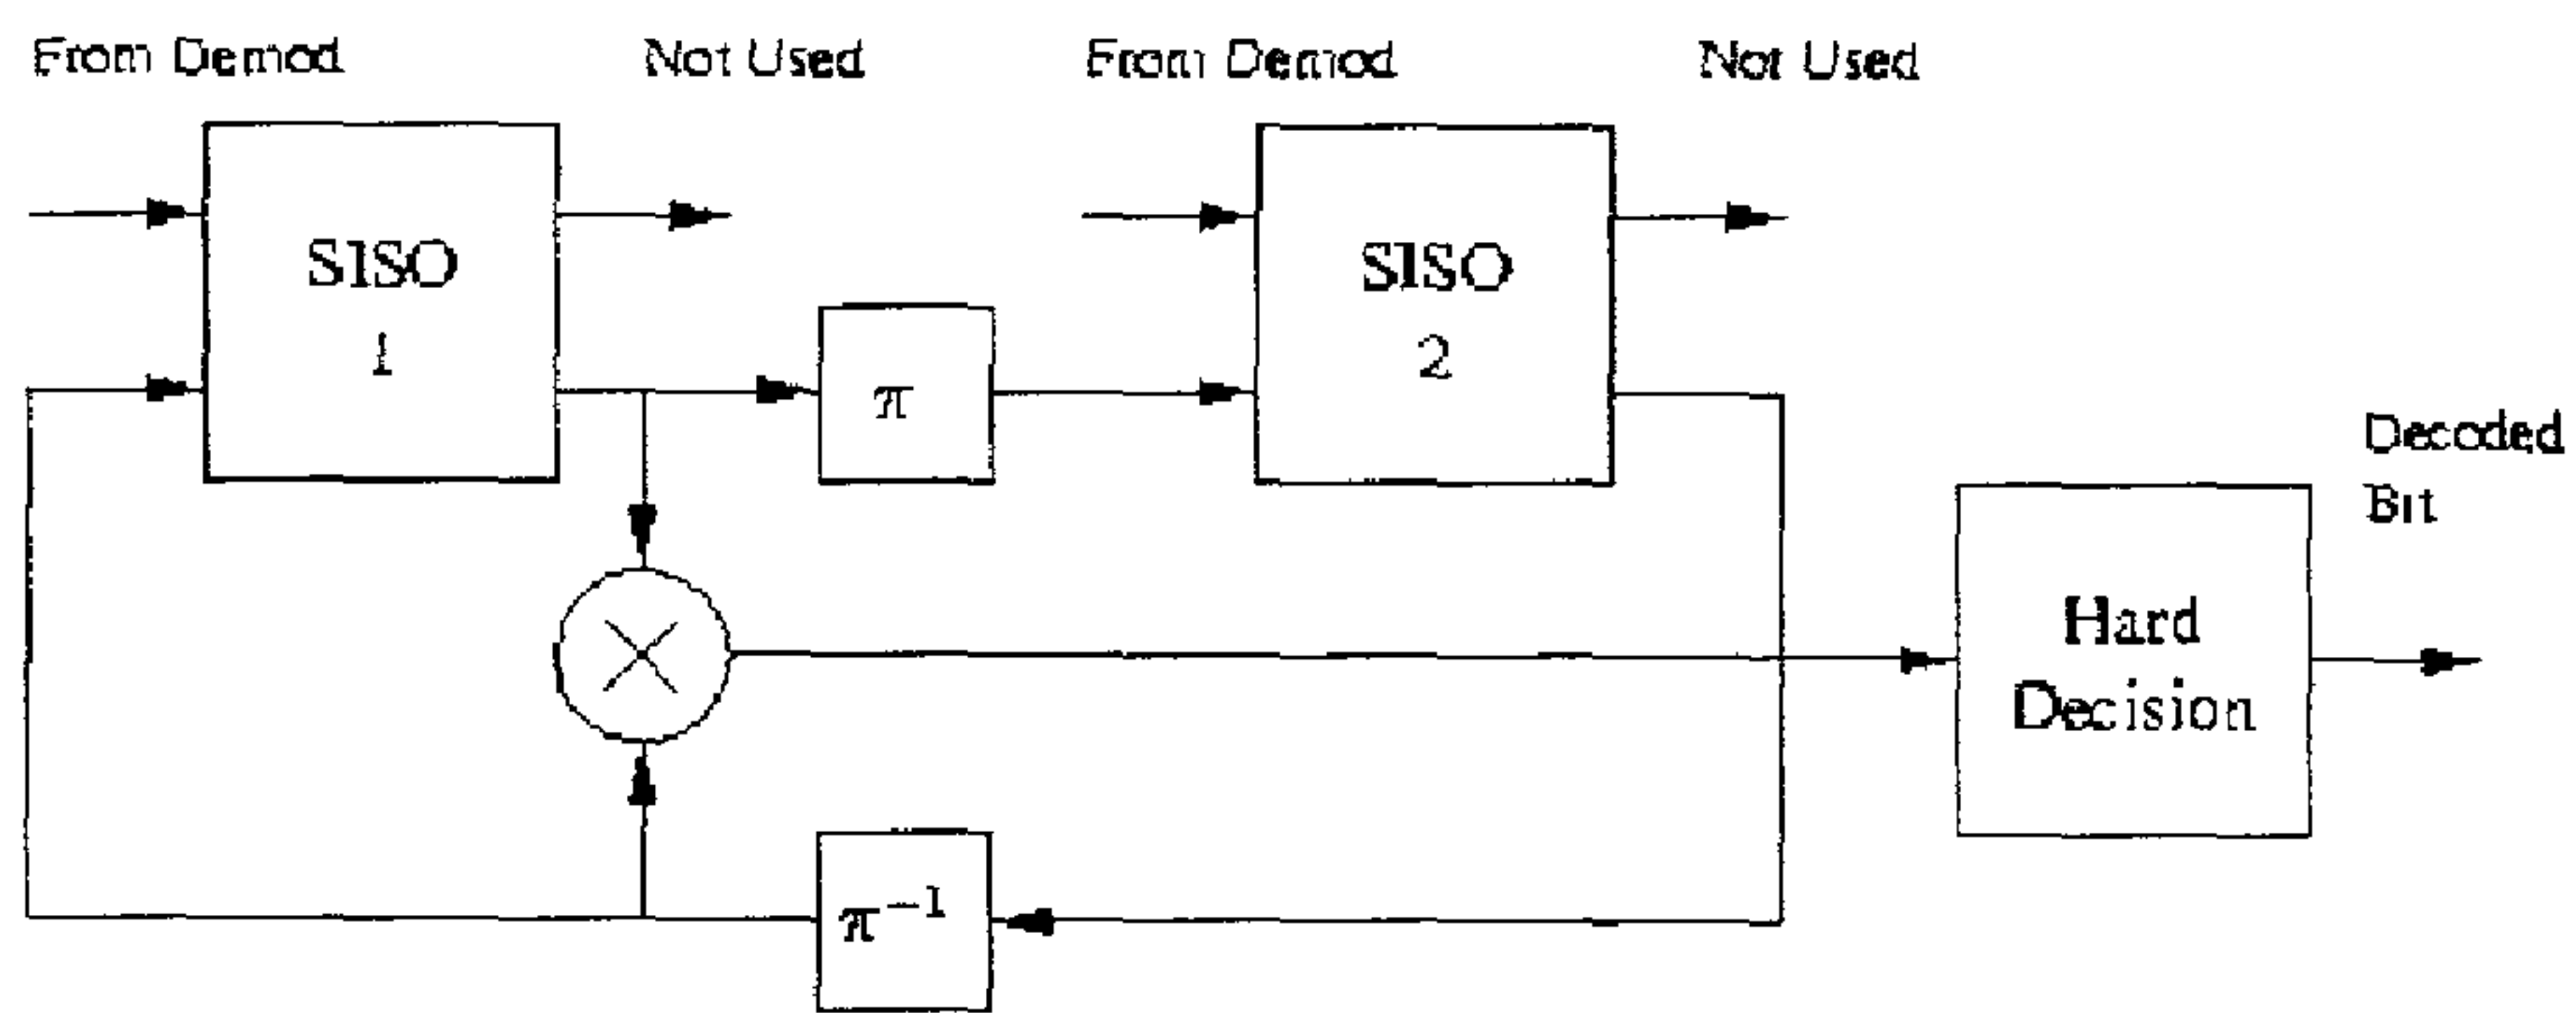 From Demod
Not Used
From Demod
Not Used
SISO
1
SISO
2
π
Decoded
Bit
Hard
Decision
π⁻¹